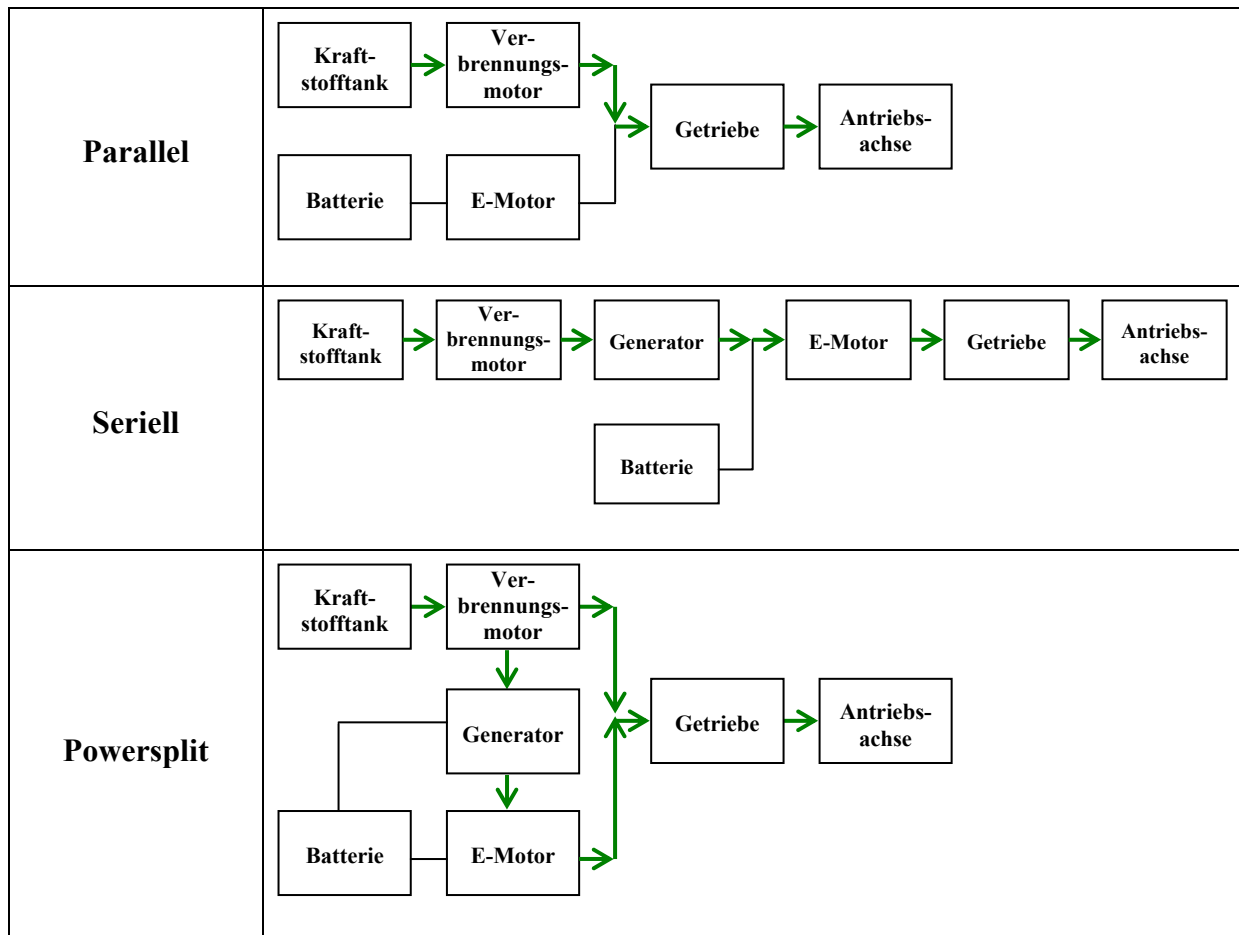 Parallel
Kraft-
stofftank
Ver-
brennungs-
motor
Batterie
E-Motor
Getriebe
Antriebs-
achse
Seriell
Kraft-
stofftank
Ver-
brennungs-
motor
Generator
Batterie
E-Motor
Getriebe
Antriebs-
achse
Powersplit
Kraft-
stofftank
Ver-
brennungs-
motor
Generator
Batterie
E-Motor
Getriebe
Antriebs-
achse